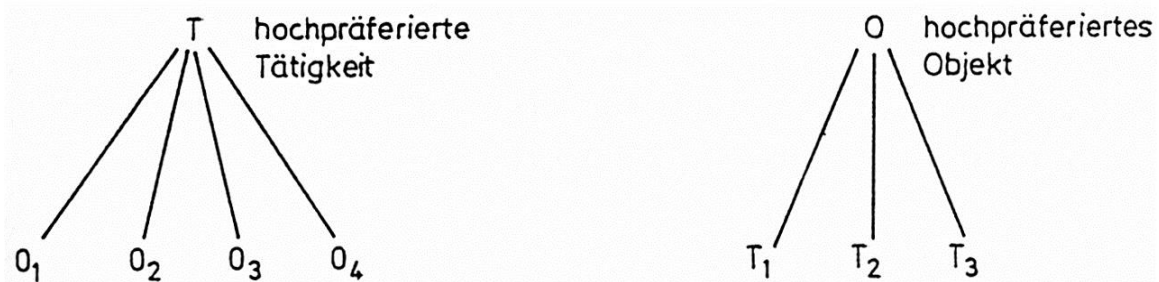 T hochpräferierte
Tätigkeit
O₁ O₂ O₃ O₄
O hochpräferiertes
Objekt
T₁ T₂ T₃